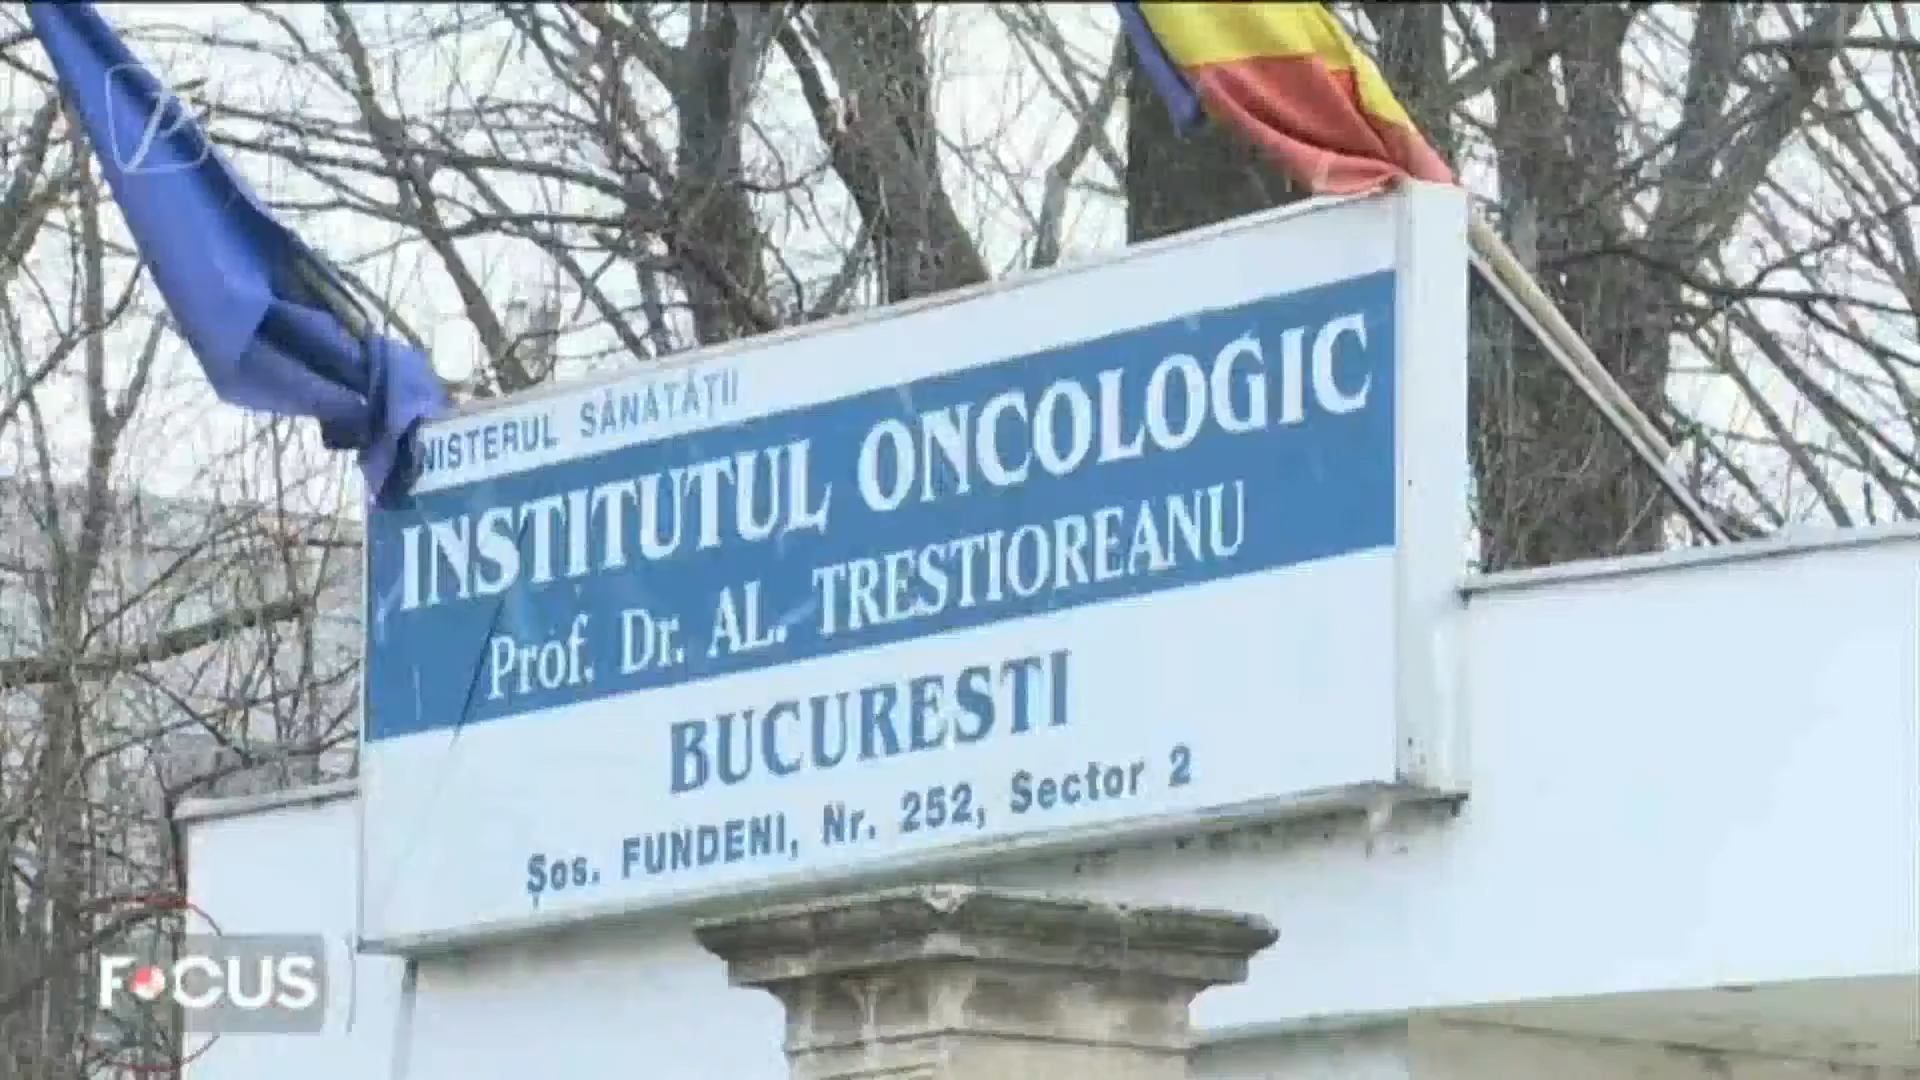 NISTERUL SĂNĂTĂȚII
INSTITUTUL ONCOLOGIC
Prof. Dr. AL. TRESTIOREANU
BUCURESTI
Șos. FUNDENI, Nr. 252, Sector 2
FOCUS